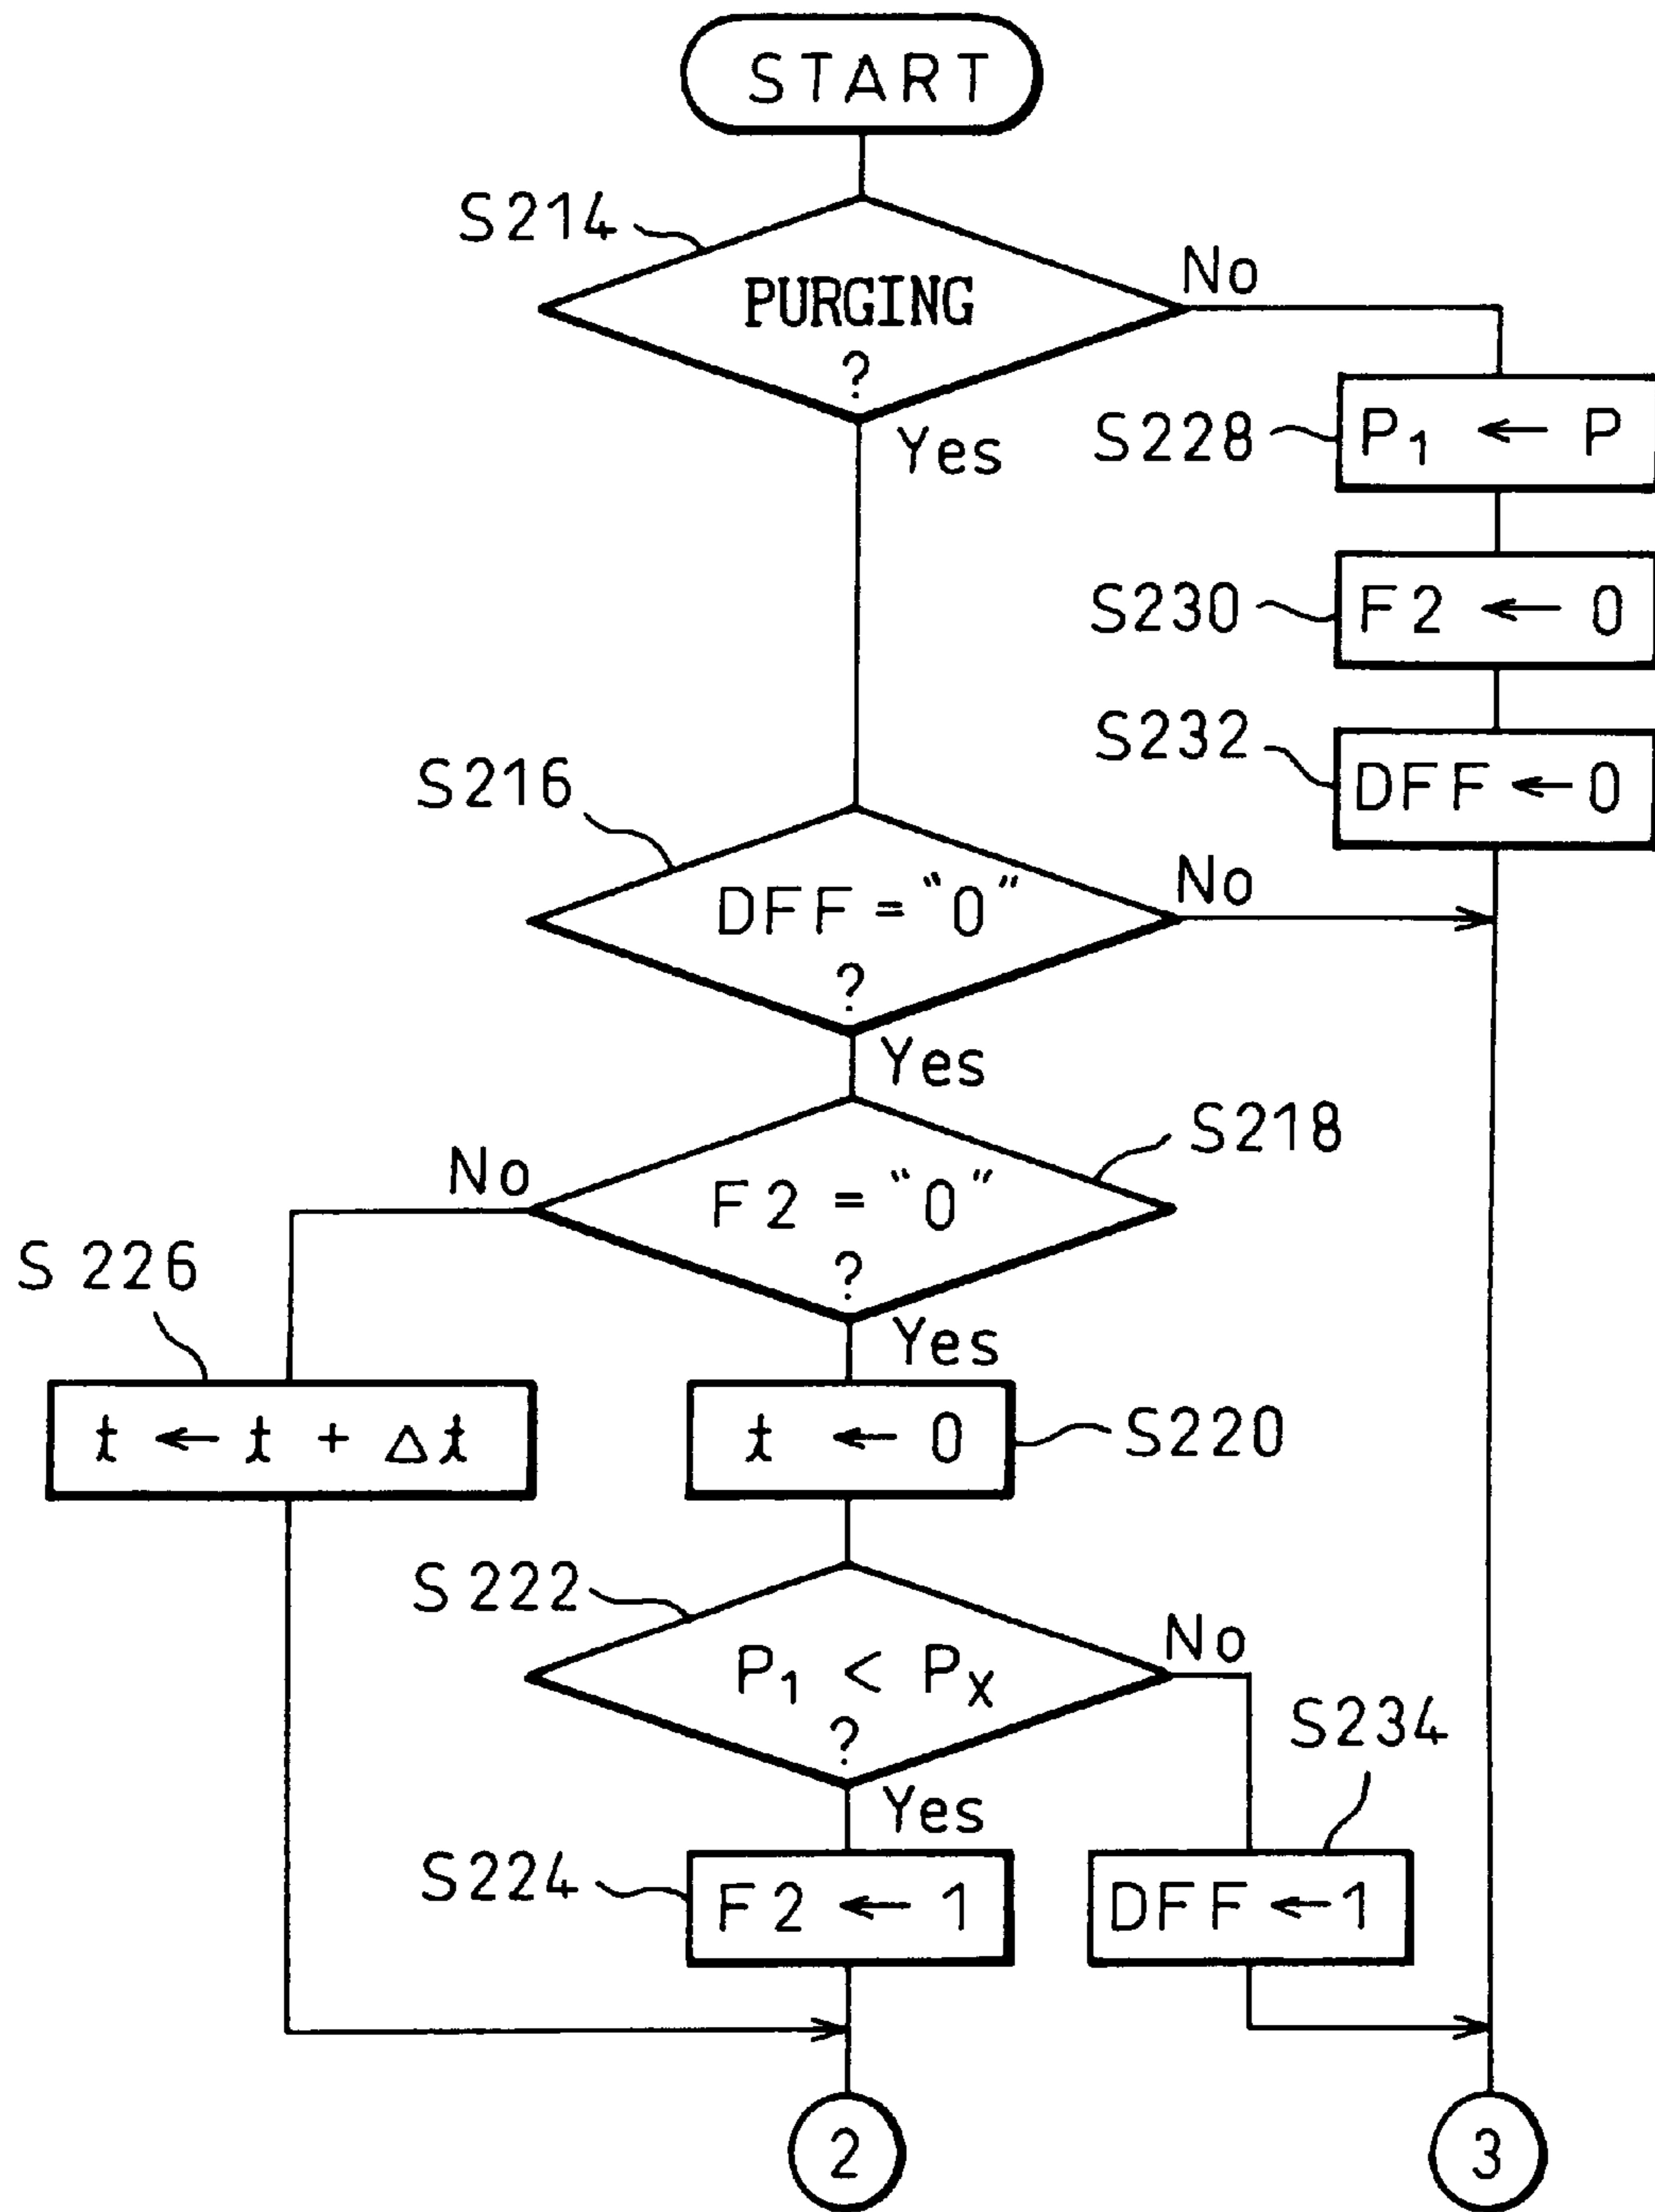 START
S214
PURGING
?
No
Yes
S228
P₁ ← P
S230
F2 ← 0
S232
DFF ← 0
S216
DFF = "0"
?
No
Yes
S218
F2 = "0"
?
No
Yes
S226
t ← t + Δt
t ← 0
S220
S222
P₁ < Pₓ
?
No
Yes
S234
S224
F2 ← 1
DFF ← 1
2
3